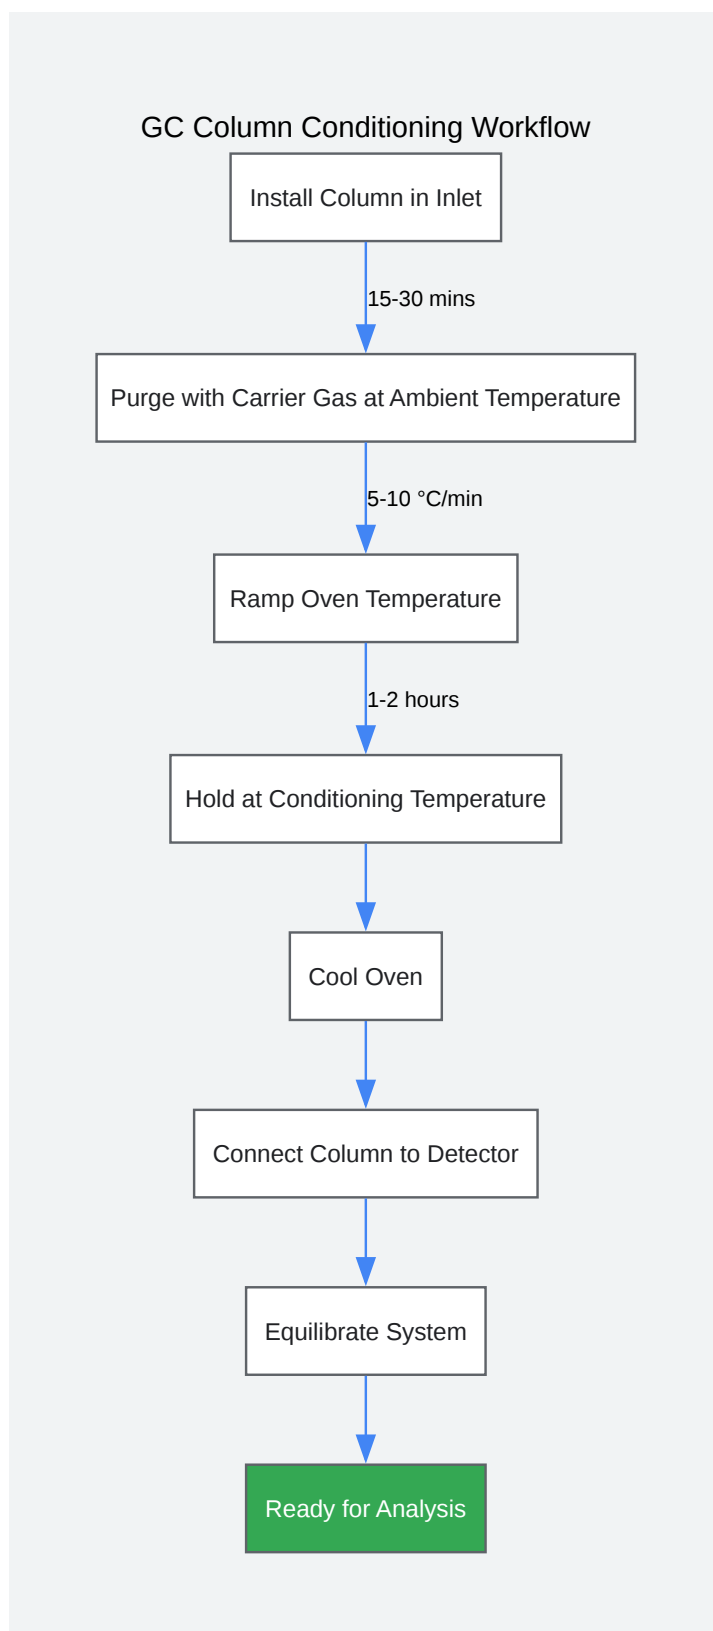 GC Column Conditioning Workflow
Install Column in Inlet
15-30 mins
Purge with Carrier Gas at Ambient Temperature
5-10 °C/min
Ramp Oven Temperature
1-2 hours
Hold at Conditioning Temperature
Cool Oven
Connect Column to Detector
Equilibrate System
Ready for Analysis